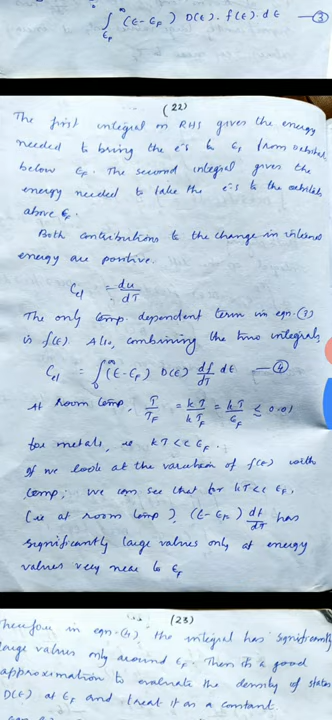 ∫_{ϵ_F}^{∞} (ϵ-ϵ_F) D(ϵ). f(ϵ). dϵ —③
(22)
The first integral on RHS gives the energy
needed to bring the e⁻s to ϵ_F from orbitals
below ϵ_F. The second integral gives the
energy needed to take the e⁻s to the orbitals
above ϵ_F.
Both contributions to the change in internal
energy are positive.
C_el = du/dT
The only temp. dependent term in eqn. (3)
is f(ϵ). Also, combining the two integrals,
C_el = ∫_0^∞ (ϵ-ϵ_F) D(ϵ) df/dT dϵ —④
At room temp, T/T_F = kT/kT_F = kT/ϵ_F ≤ 0.01
for metals, ie kT << ϵ_F.
If we look at the variation of f(ϵ) with
temp; we can see that for kT << ϵ_F,
(ie at room temp), (ϵ-ϵ_F) df/dT has
significantly large values only at energy
values very near to ϵ_F
(23)
Therefore in eqn-(4), the integral has significantly
large values only around ϵ_F. Then it's a good
approximation to evaluate the density of states
D(ϵ) at ϵ_F and treat it as a constant.